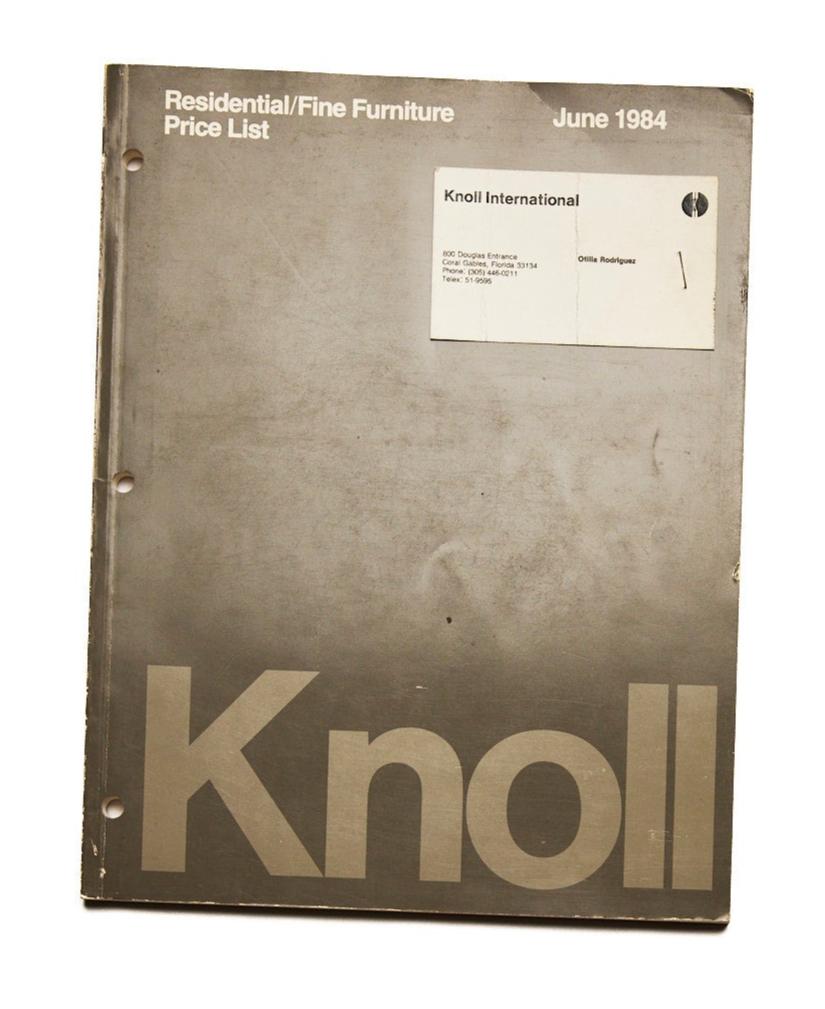 Residential/Fine Furniture
Price List
June 1984
Knoll International
800 Douglas Entrance
Coral Gables, Florida 33134
Phone: (305) 446-0211
Telex: 51-9595
Otilia Rodriguez
Knoll